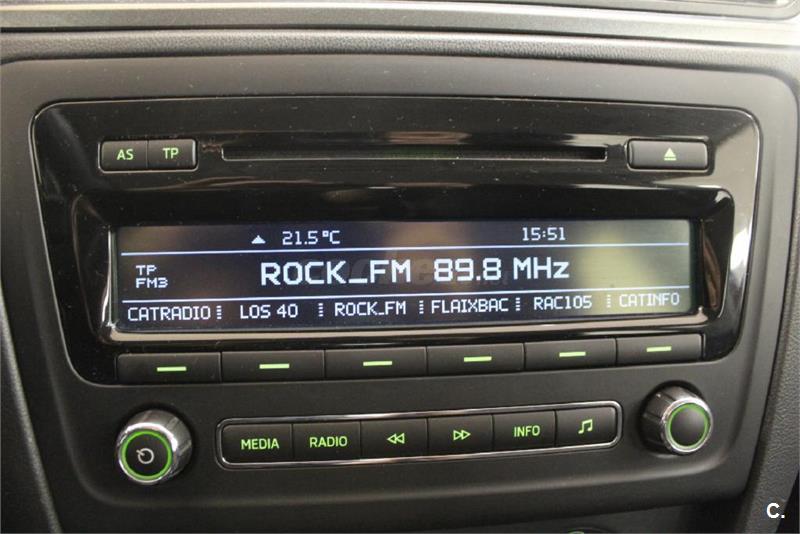 AS TP
21.5°C 15:51
TP
FM3
ROCK_FM 89.8 MHz
CATRADIO LOS 40 ROCK_FM FLAIXBAC RAC105 CATINFO
MEDIA RADIO INFO
C.